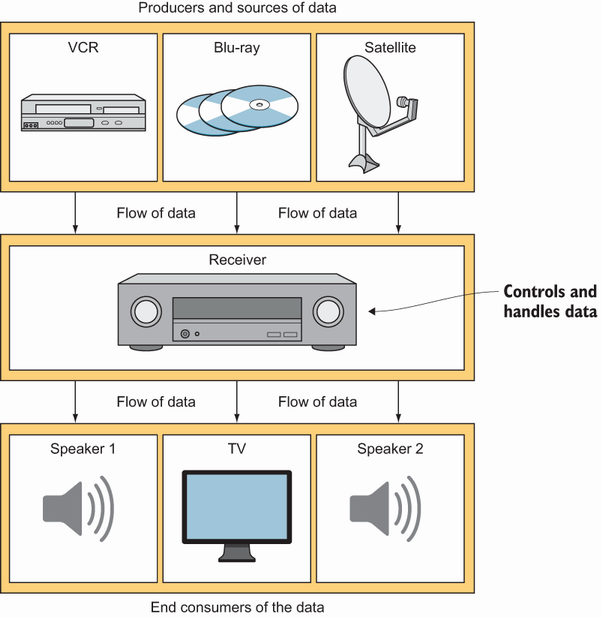 Producers and sources of data
VCR
Blu-ray
Satellite
Flow of data
Flow of data
Receiver
Controls and
handles data
Flow of data
Flow of data
Speaker 1
TV
Speaker 2
End consumers of the data